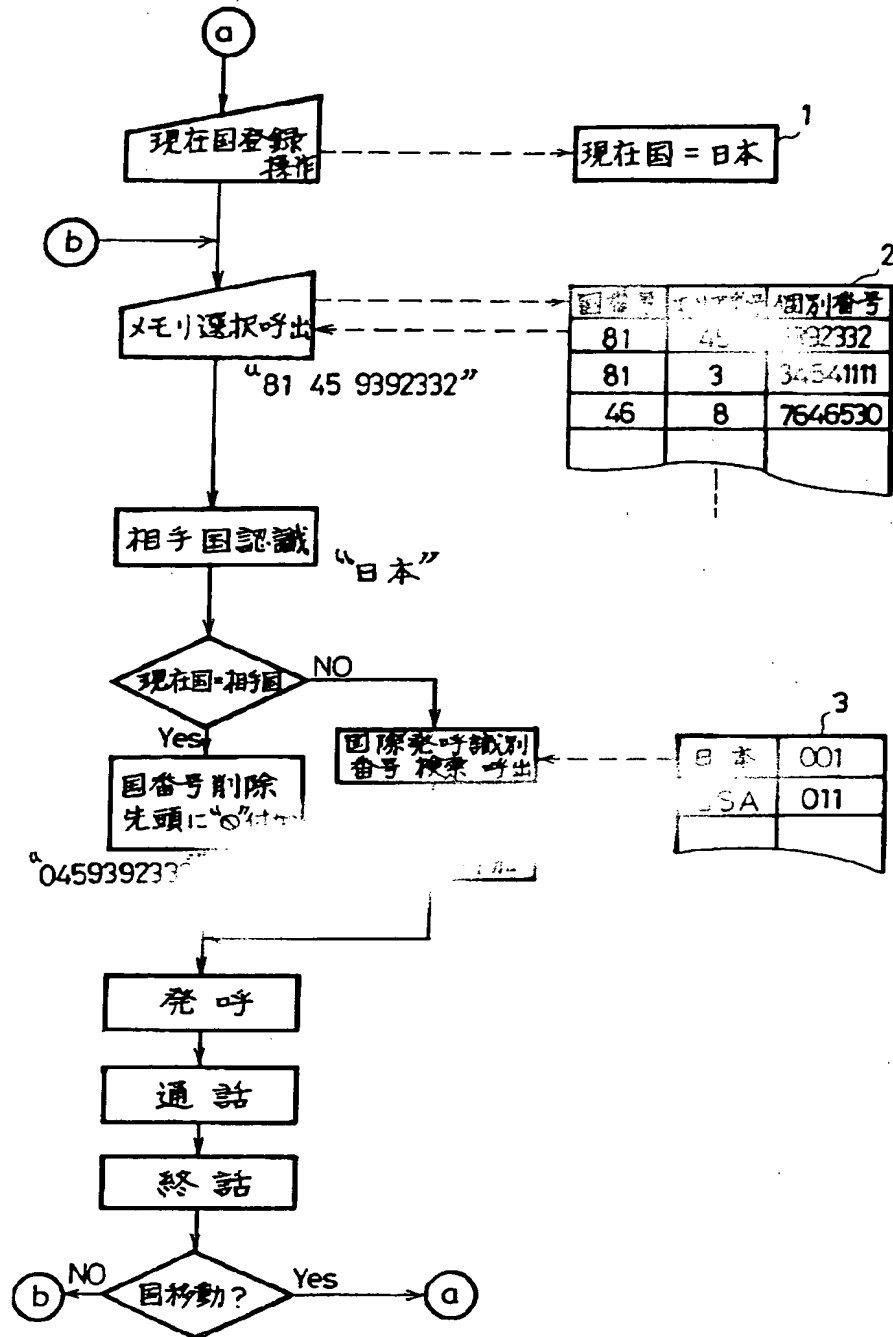 a
現在国登録
操作
1
現在国 = 日本
b
メモリ選択呼出
2
国番号 個別番号
81 45
81 3
46 8 7646530
“81 45 9392332”
相手国認識
“日本”
現在国=相手国
NO
Yes
国際発呼識別
番号 検索 呼出
3
日本 001
011
国番号削除
先頭に“0”付
発呼
通話
終話
国移動?
NO
b
Yes
a